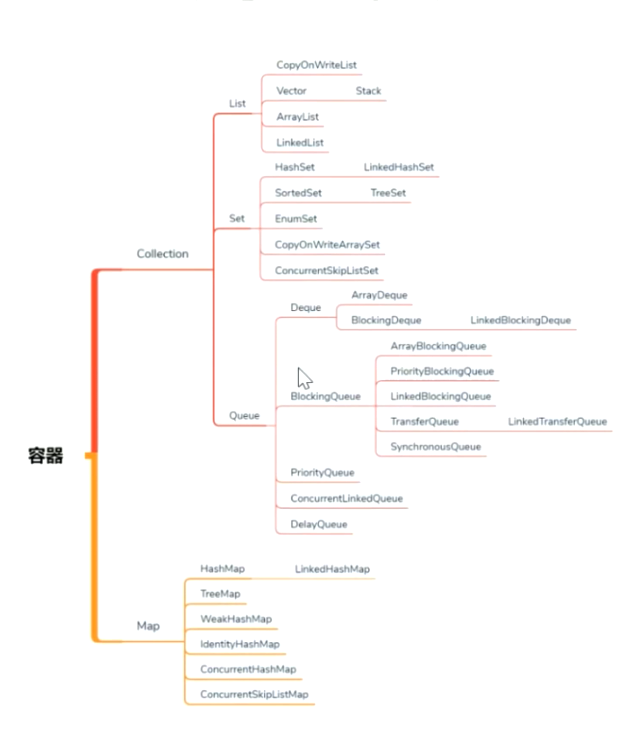 CopyOnWriteList
List
Vector Stack
ArrayList
LinkedList
HashSet LinkedHashSet
SortedSet TreeSet
Set
EnumSet
CopyOnWriteArraySet
Collection
ConcurrentSkipListSet
ArrayDeque
Deque
BlockingDeque LinkedBlockingDeque
ArrayBlockingQueue
PriorityBlockingQueue
BlockingQueue
LinkedBlockingQueue
Queue
TransferQueue LinkedTransferQueue
SynchronousQueue
容器
PriorityQueue
ConcurrentLinkedQueue
DelayQueue
HashMap LinkedHashMap
TreeMap
WeakHashMap
Map
IdentityHashMap
ConcurrentHashMap
ConcurrentSkipListMap